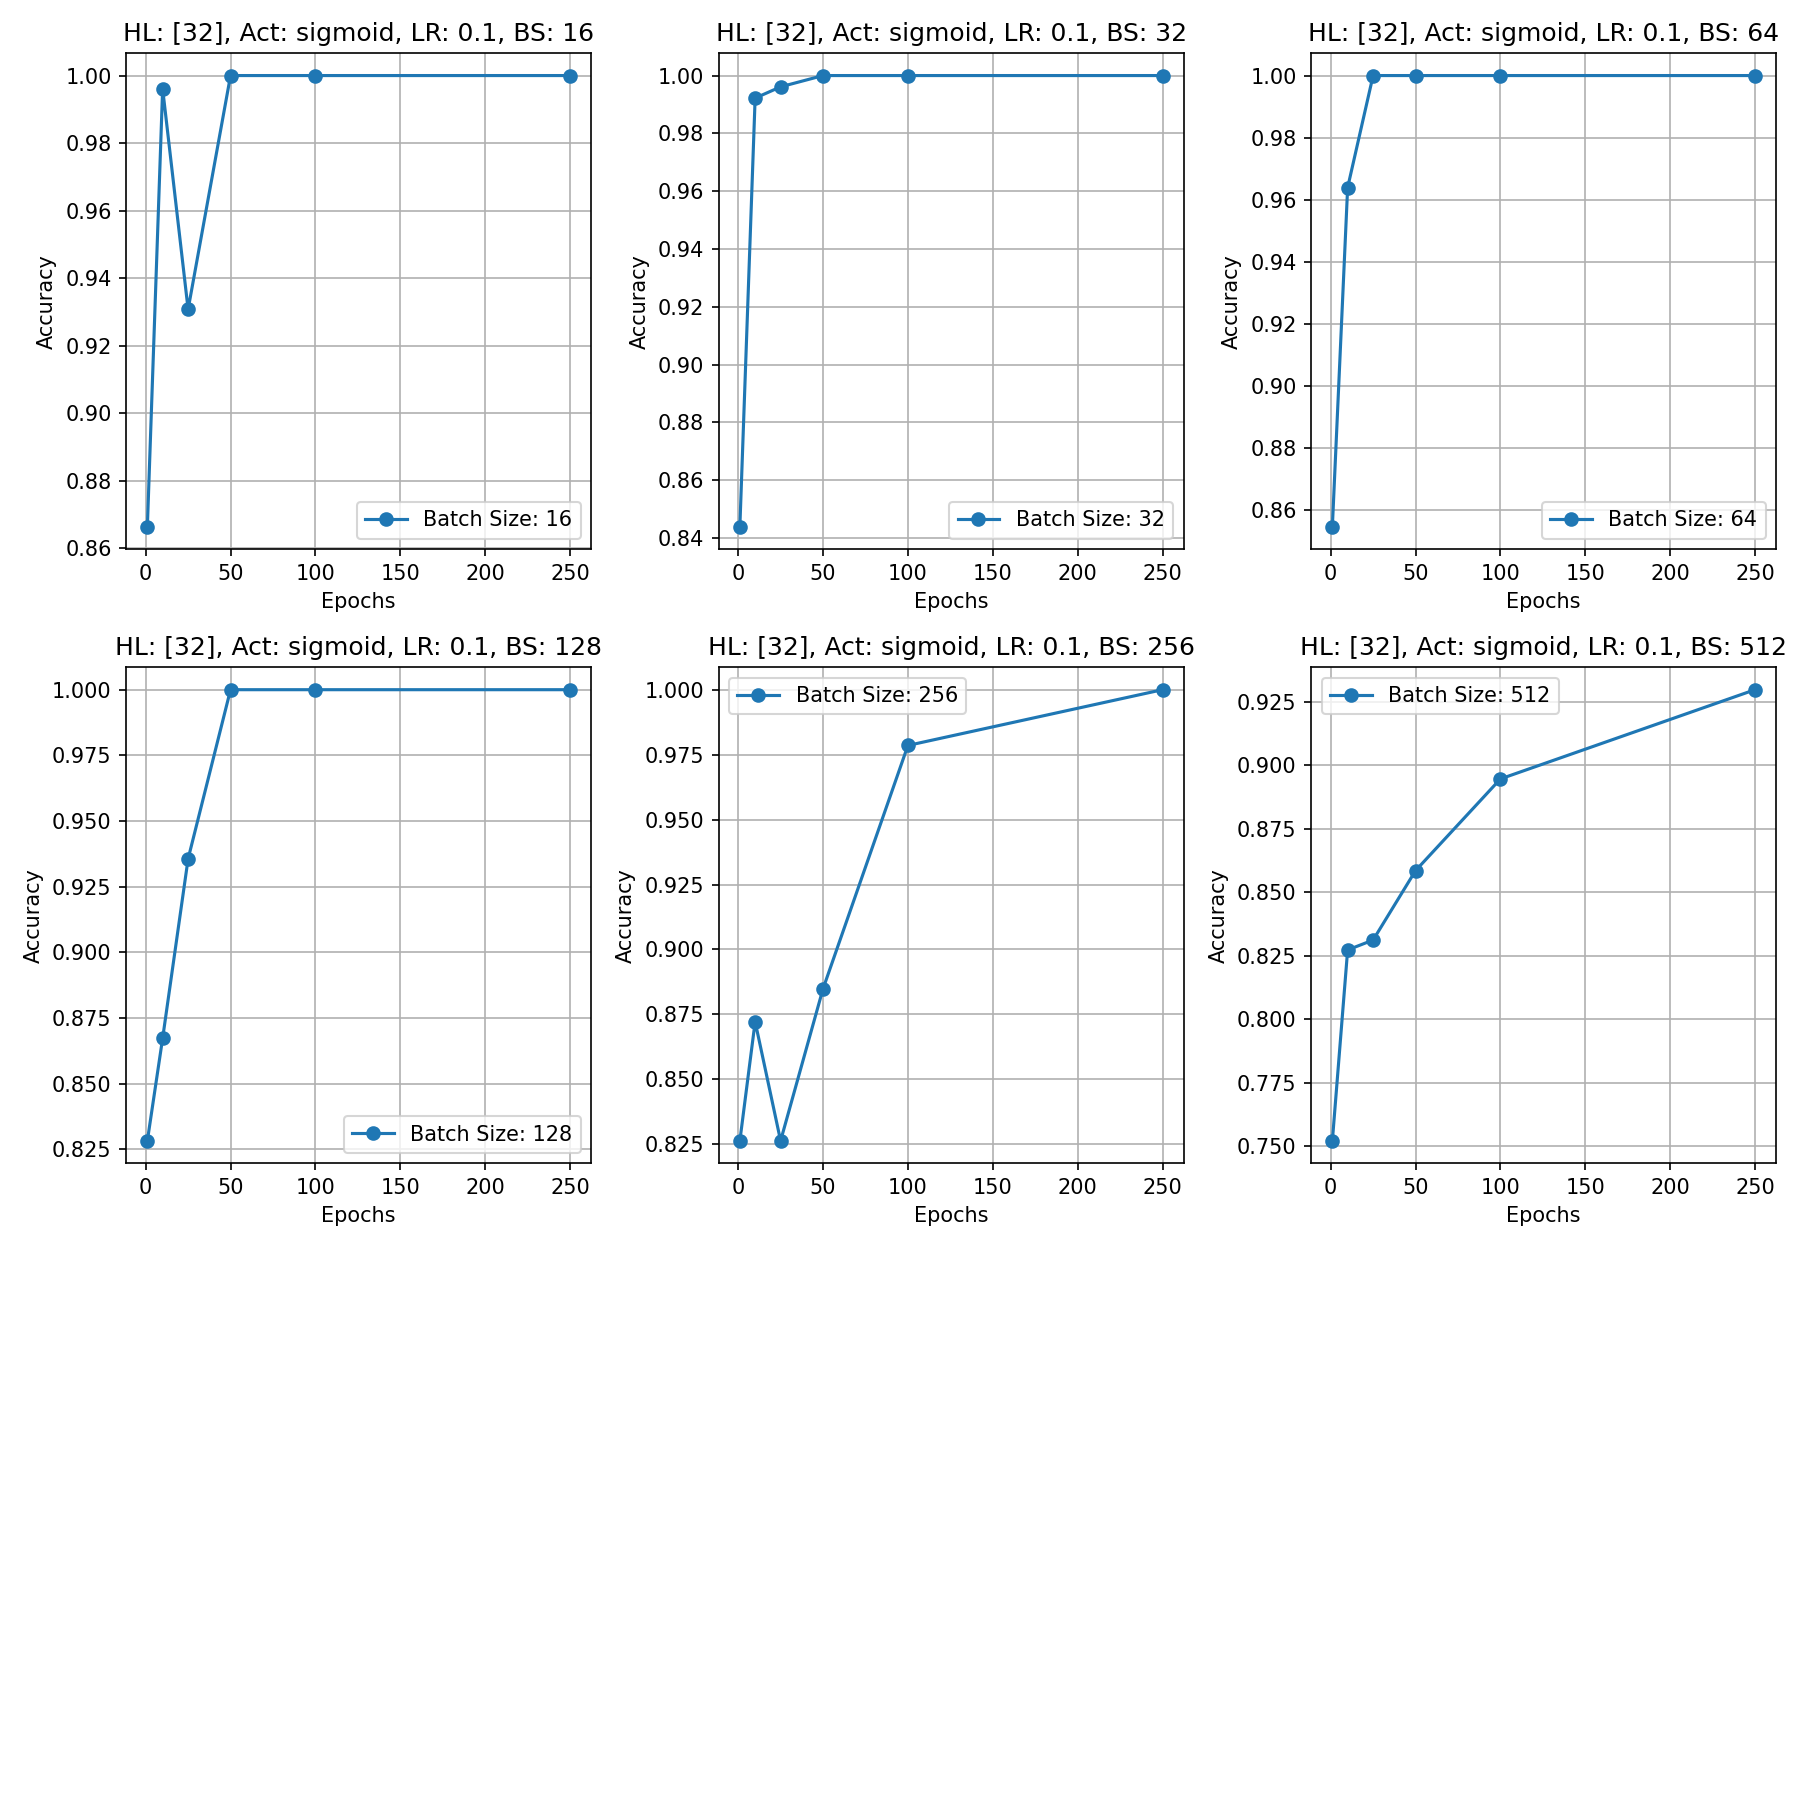 HL: [32], Act: sigmoid, LR: 0.1, BS: 16
1.00
0.98
0.96
0.94
0.92
0.90
0.88
0.86
Accuracy
Batch Size: 16
0 50 100 150 200 250
Epochs
HL: [32], Act: sigmoid, LR: 0.1, BS: 32
1.00
0.98
0.96
0.94
0.92
0.90
0.88
0.86
0.84
Accuracy
Batch Size: 32
0 50 100 150 200 250
Epochs
HL: [32], Act: sigmoid, LR: 0.1, BS: 64
1.00
0.98
0.96
0.94
0.92
0.90
0.88
0.86
Accuracy
Batch Size: 64
0 50 100 150 200 250
Epochs
HL: [32], Act: sigmoid, LR: 0.1, BS: 128
1.000
0.975
0.950
0.925
0.900
0.875
0.850
0.825
Accuracy
Batch Size: 128
0 50 100 150 200 250
Epochs
HL: [32], Act: sigmoid, LR: 0.1, BS: 256
Batch Size: 256
1.000
0.975
0.950
0.925
0.900
0.875
0.850
0.825
Accuracy
0 50 100 150 200 250
Epochs
HL: [32], Act: sigmoid, LR: 0.1, BS: 512
Batch Size: 512
0.925
0.900
0.875
0.850
0.825
0.800
0.775
0.750
Accuracy
0 50 100 150 200 250
Epochs